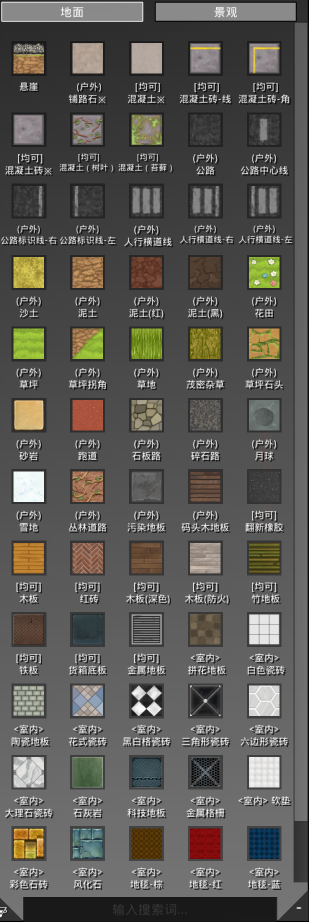 地面 景观
悬崖 (户外) [均可] [均可] [均可]
铺路石※ 混凝土※ 混凝土砖-线 混凝土砖-角
[均可] [均可] [均可] (户外) (户外)
混凝土砖※ 混凝土（树叶） 混凝土（苔藓） 公路 公路中心线
(户外) (户外) (户外) (户外) (户外)
公路标识线-右 公路标识线-左 人行横道线 人行横道线-右 人行横道线-左
(户外) (户外) (户外) (户外) (户外)
沙土 泥土 泥土(红) 泥土(黑) 花田
(户外) (户外) (户外) (户外) (户外)
草坪 草坪拐角 草地 茂密杂草 草坪石头
(户外) (户外) (户外) (户外) (户外)
砂岩 跑道 石板路 碎石路 月球
(户外) (户外) (户外) (户外) [均可]
雪地 丛林道路 污染地板 码头木地板 翻新橡胶
[均可] [均可] [均可] [均可] [均可]
木板 红砖 木板(深色) 木板(防火) 竹地板
[均可] [均可] [均可] <室内> <室内>
铁板 货箱底板 金属地板 拼花地板 白色瓷砖
<室内> <室内> <室内> <室内> <室内>
陶瓷地板 花式瓷砖 黑白格瓷砖 三角形瓷砖 六边形瓷砖
<室内> <室内> <室内> <室内> <室内> 软垫
大理石瓷砖 石灰岩 科技地板 金属格栅
<室内> <室内> <室内> <室内> <室内>
彩色石砖 风化石 地毯-棕 地毯-红 地毯-蓝
输入搜索词...